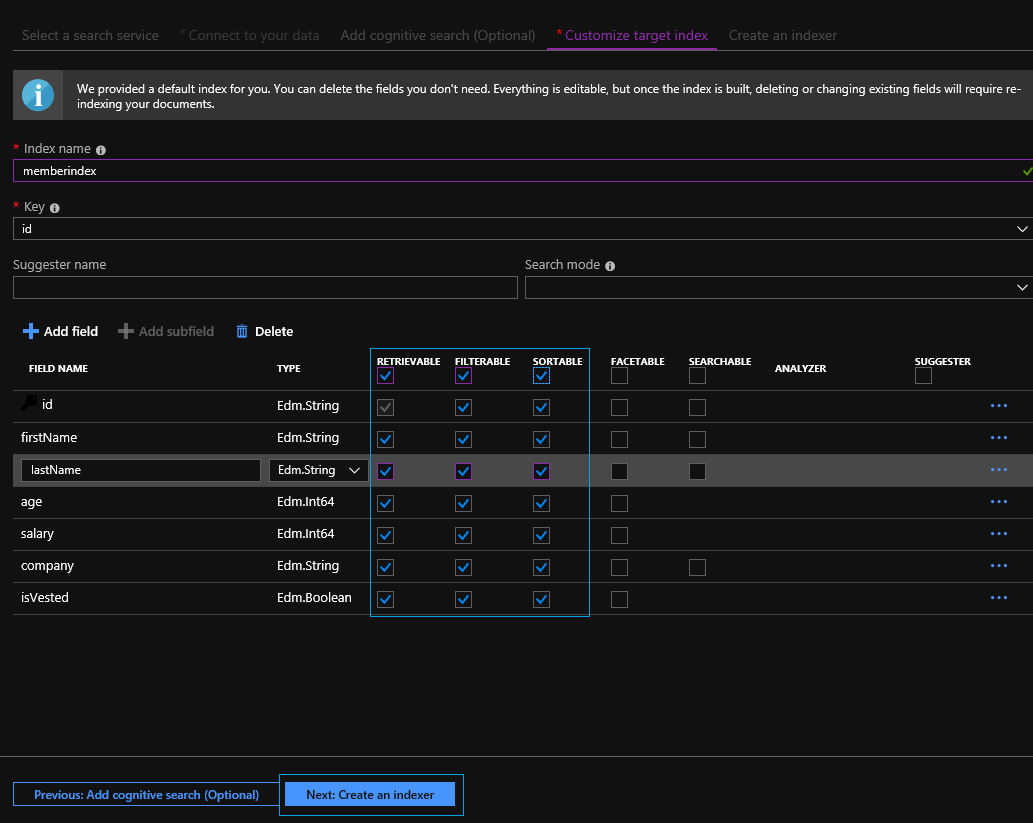 Select a search service * Connect to your data Add cognitive search (Optional) * Customize target index Create an indexer
We provided a default index for you. You can delete the fields you don't need. Everything is editable, but once the index is built, deleting or changing existing fields will require re-
indexing your documents.
* Index name
memberindex
* Key
id
Suggester name Search mode
Add field Add subfield Delete
FIELD NAME TYPE RETRIEVABLE FILTERABLE SORTABLE FACETABLE SEARCHABLE ANALYZER SUGGESTER
id Edm.String
firstName Edm.String
lastName Edm.String
age Edm.Int64
salary Edm.Int64
company Edm.String
isVested Edm.Boolean
Previous: Add cognitive search (Optional) Next: Create an indexer